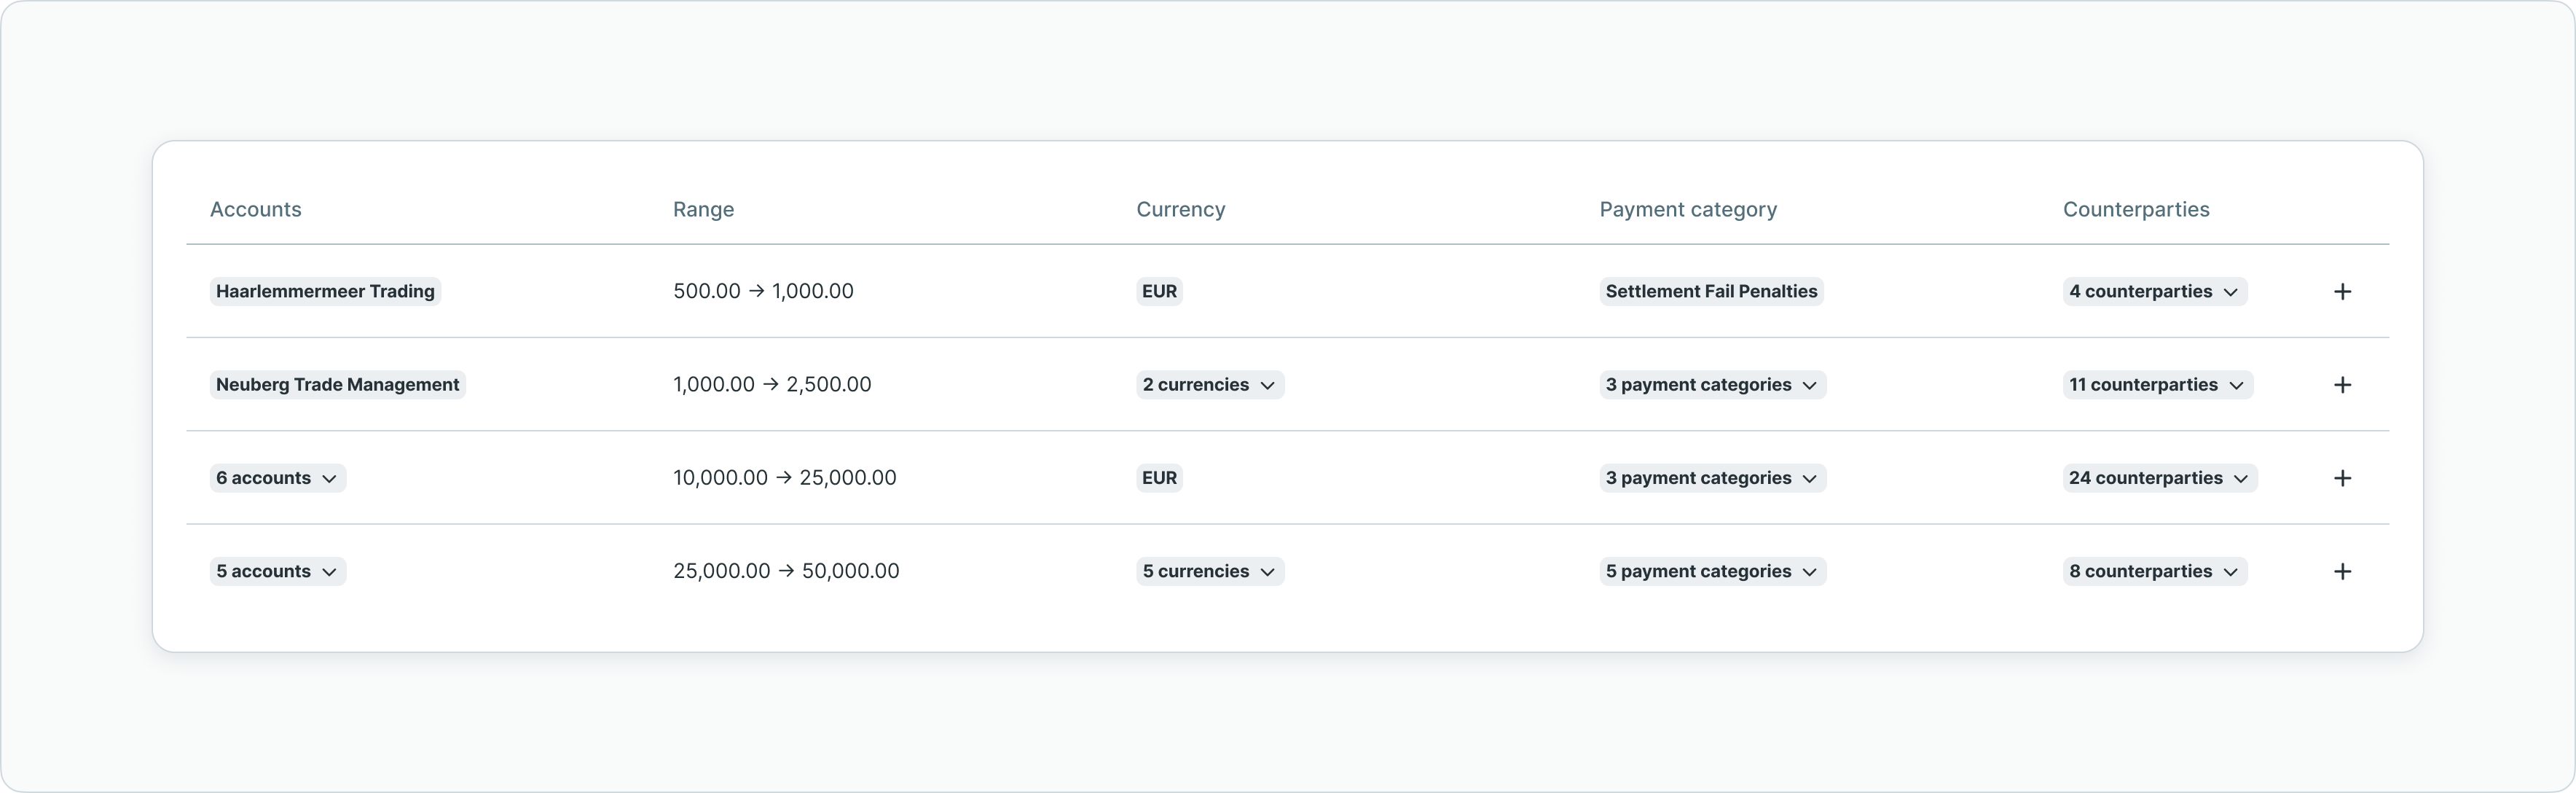 Accounts Range Currency Payment category Counterparties
Haarlemmermeer Trading 500.00 → 1,000.00 EUR Settlement Fail Penalties 4 counterparties +
Neuberg Trade Management 1,000.00 → 2,500.00 2 currencies 3 payment categories 11 counterparties +
6 accounts 10,000.00 → 25,000.00 EUR 3 payment categories 24 counterparties +
5 accounts 25,000.00 → 50,000.00 5 currencies 5 payment categories 8 counterparties +